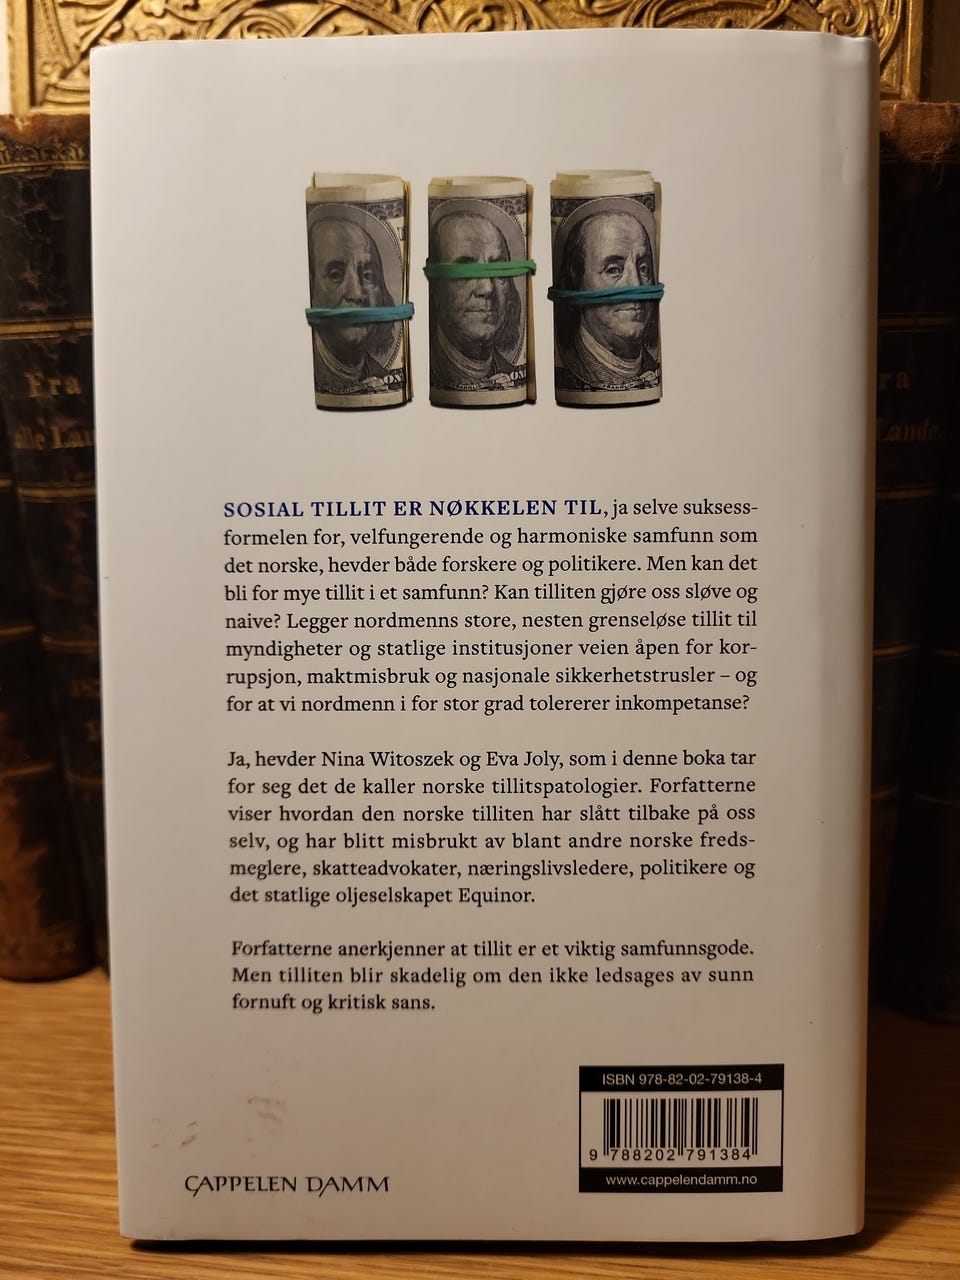 SOSIAL TILLIT ER NØKKELEN TIL, ja selve suksess-
formelen for, velfungerende og harmoniske samfunn som
det norske, hevder både forskere og politikere. Men kan det
bli for mye tillit i et samfunn? Kan tilliten gjøre oss sløve og
naive? Legger nordmenns store, nesten grenseløse tillit til
myndigheter og statlige institusjoner veien åpen for kor-
rupsjon, maktmisbruk og nasjonale sikkerhetstrusler – og
for at vi nordmenn i for stor grad tolererer inkompetanse?
Ja, hevder Nina Witoszek og Eva Joly, som i denne boka tar
for seg det de kaller norske tillitspatologier. Forfatterne
viser hvordan den norske tilliten har slått tilbake på oss
selv, og har blitt misbrukt av blant andre norske freds-
meglere, skatteadvokater, næringslivsledere, politikere og
det statlige oljeselskapet Equinor.
Forfatterne anerkjenner at tillit er et viktig samfunnsgode.
Men tilliten blir skadelig om den ikke ledsages av sunn
fornuft og kritisk sans.
ISBN 978-82-02-79138-4
9 788202 791384
www.cappelendamm.no
CAPPELEN DAMM
Fra
alle Lan
ra
Lande
FRANKLIN
FRANKLIN
FRANKLIN